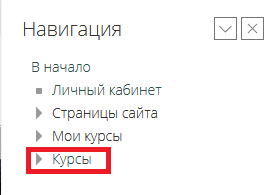 Навигация
В начало
Личный кабинет
Страницы сайта
Мои курсы
Курсы